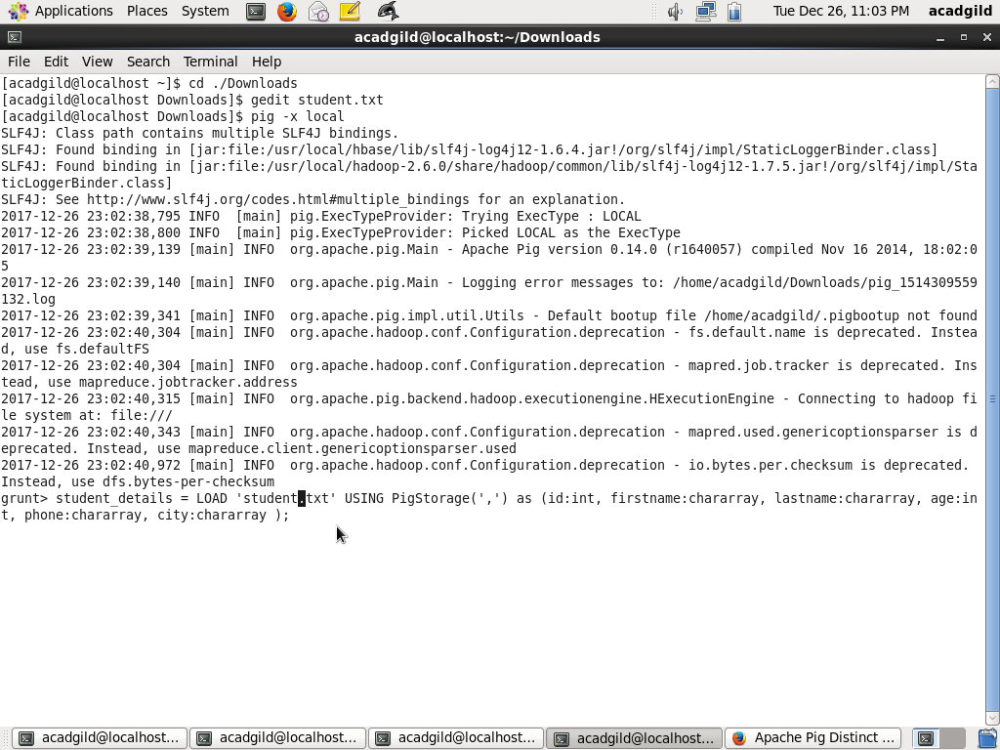 Applications Places System Tue Dec 26, 11:03 PM acadgild
acadgild@localhost:~/Downloads
File Edit View Search Terminal Help
[acadgild@localhost ~]$ cd ./Downloads
[acadgild@localhost Downloads]$ gedit student.txt
[acadgild@localhost Downloads]$ pig -x local
SLF4J: Class path contains multiple SLF4J bindings.
SLF4J: Found binding in [jar:file:/usr/local/hbase/lib/slf4j-log4j12-1.6.4.jar!/org/slf4j/impl/StaticLoggerBinder.class]
SLF4J: Found binding in [jar:file:/usr/local/hadoop-2.6.0/share/hadoop/common/lib/slf4j-log4j12-1.7.5.jar!/org/slf4j/impl/Sta
ticLoggerBinder.class]
SLF4J: See http://www.slf4j.org/codes.html#multiple_bindings for an explanation.
2017-12-26 23:02:38,795 INFO  [main] pig.ExecTypeProvider: Trying ExecType : LOCAL
2017-12-26 23:02:38,800 INFO  [main] pig.ExecTypeProvider: Picked LOCAL as the ExecType
2017-12-26 23:02:39,139 [main] INFO  org.apache.pig.Main - Apache Pig version 0.14.0 (r1640057) compiled Nov 16 2014, 18:02:0
5
2017-12-26 23:02:39,140 [main] INFO  org.apache.pig.Main - Logging error messages to: /home/acadgild/Downloads/pig_1514309559
132.log
2017-12-26 23:02:39,341 [main] INFO  org.apache.pig.impl.util.Utils - Default bootup file /home/acadgild/.pigbootup not found
2017-12-26 23:02:40,304 [main] INFO  org.apache.hadoop.conf.Configuration.deprecation - fs.default.name is deprecated. Instea
d, use fs.defaultFS
2017-12-26 23:02:40,304 [main] INFO  org.apache.hadoop.conf.Configuration.deprecation - mapred.job.tracker is deprecated. Ins
tead, use mapreduce.jobtracker.address
2017-12-26 23:02:40,315 [main] INFO  org.apache.pig.backend.hadoop.executionengine.HExecutionEngine - Connecting to hadoop fi
le system at: file:///
2017-12-26 23:02:40,343 [main] INFO  org.apache.hadoop.conf.Configuration.deprecation - mapred.used.genericoptionsparser is d
eprecated. Instead, use mapreduce.client.genericoptionsparser.used
2017-12-26 23:02:40,972 [main] INFO  org.apache.hadoop.conf.Configuration.deprecation - io.bytes.per.checksum is deprecated.
Instead, use dfs.bytes-per-checksum
grunt> student_details = LOAD 'student.txt' USING PigStorage(',') as (id:int, firstname:chararray, lastname:chararray, age:in
t, phone:chararray, city:chararray );
acadgild@localhost... acadgild@localhost... acadgild@localhost... acadgild@localhost... Apache Pig Distinct ...